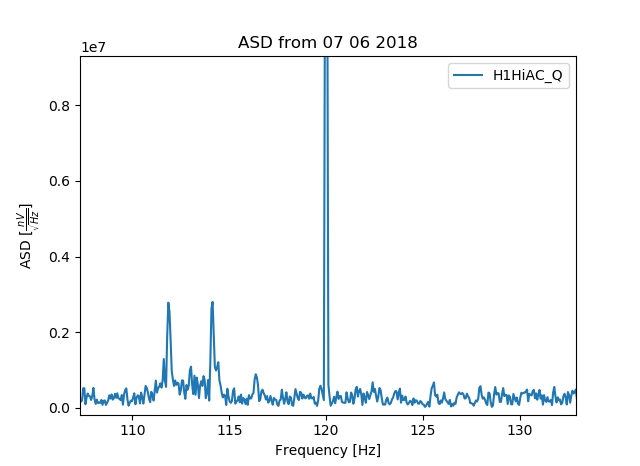 ASD from 07 06 2018
1e7
H1HiAC_Q
0.8
0.6
0.4
0.2
0.0
ASD [nV/√Hz]
110 115 120 125 130
Frequency [Hz]